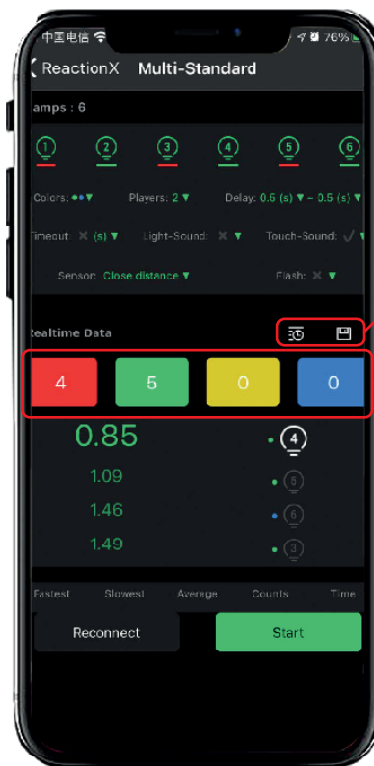 中国电信 76%
ReactionX Multi-Standard
amps : 6
1 2 3 4 5 6
Colors: Players: 2 ▼ Delay: 0.5 (s) ▼ – 0.5 (s) ▼
Timeout: ✕ (s) ▼ Light-Sound: ✕ ▼ Touch-Sound: ✓
Sensor: Close distance ▼ Flash: ✕ ▼
Realtime Data
4 5 0 0
0.85 4
1.09 5
1.46 6
1.49 3
Fastest Slowest Average Counts Time
Reconnect Start